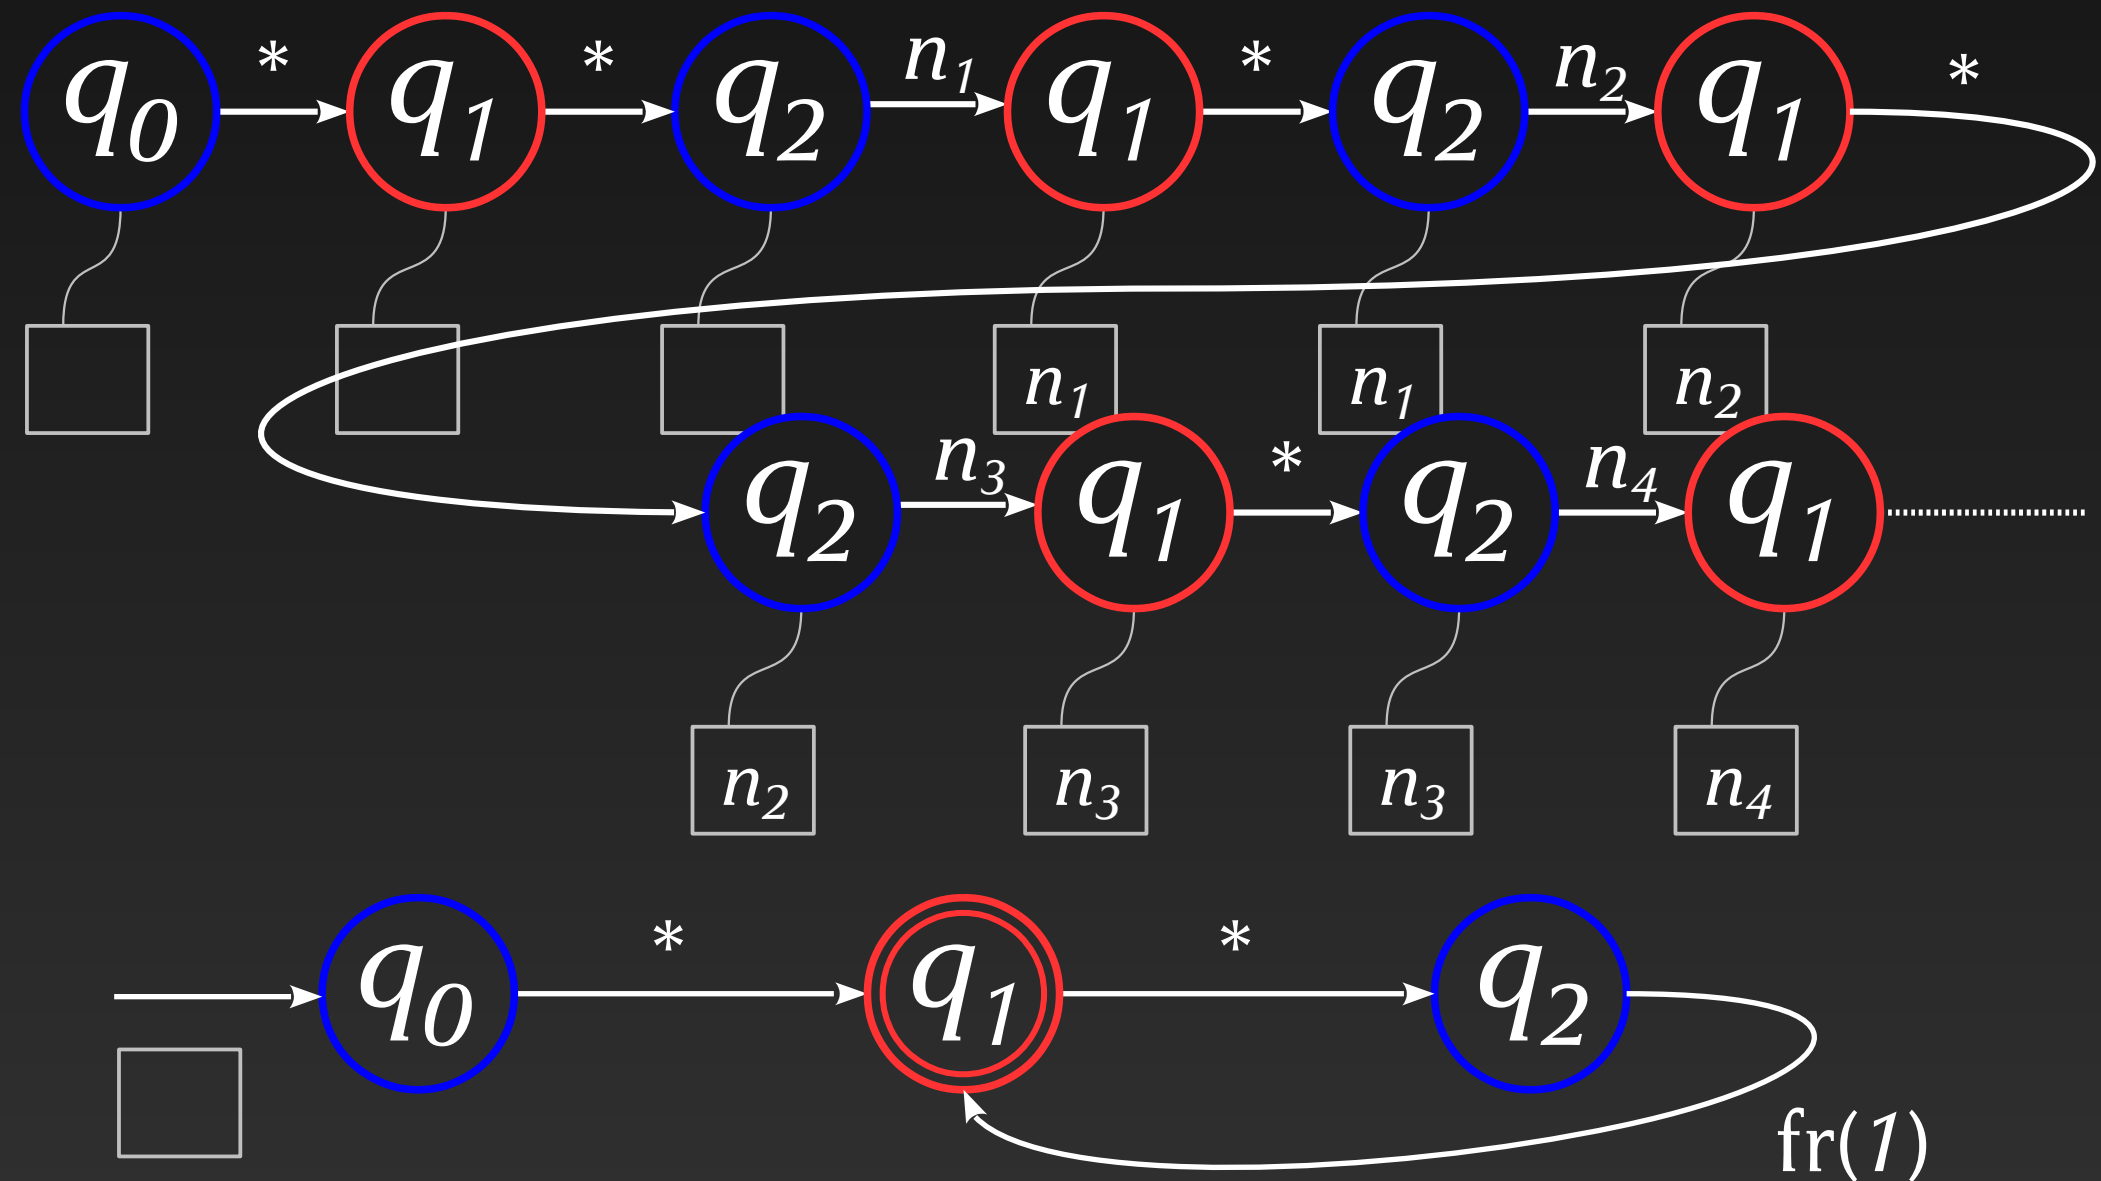 q0 * q1 * q2 n1 q1 * q2 n2 q1 *
n1 n1 n2
q2 n3 q1 * q2 n4 q1
n2 n3 n3 n4
q0 * q1 * q2
fr(1)